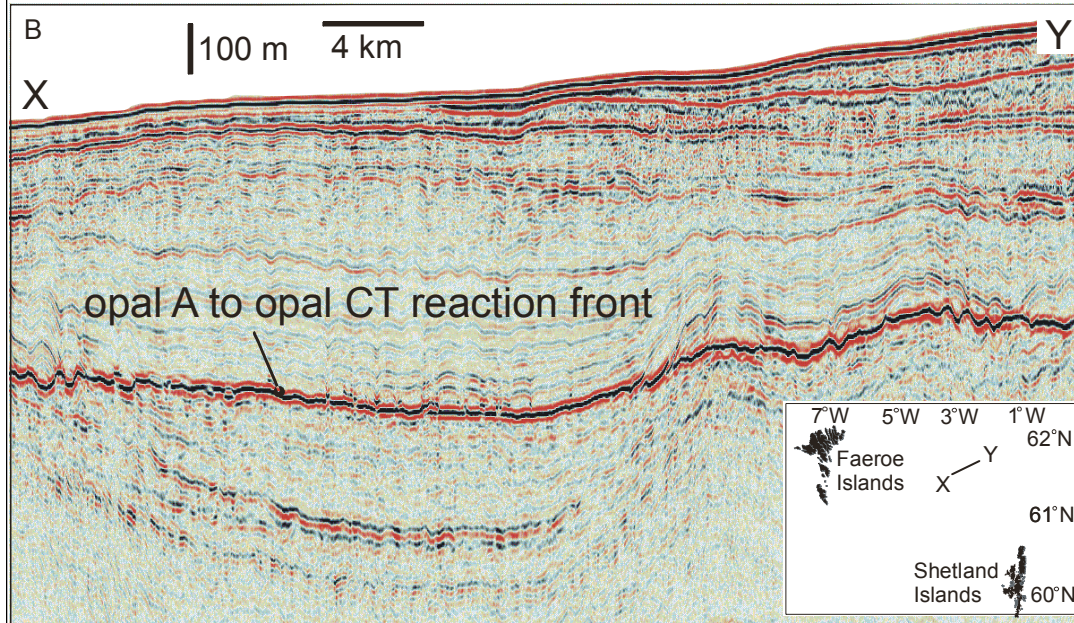 B
100 m
4 km
X
Y
opal A to opal CT reaction front
7°W 5°W 3°W 1°W
62°N
Faeroe
Islands
Y
X
61°N
Shetland
Islands
60°N